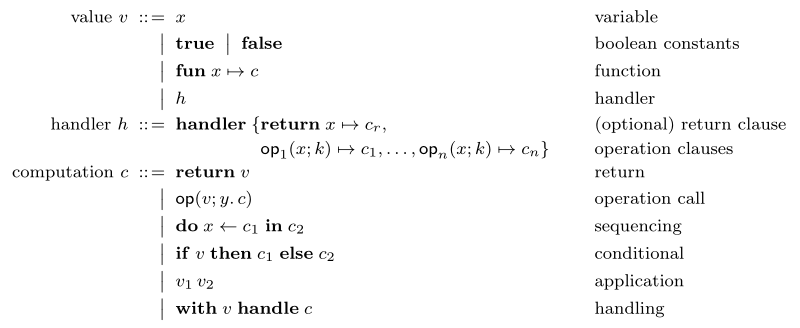 value v ::= x variable
| true | false boolean constants
| fun x ↦ c function
| h handler
handler h ::= handler {return x ↦ c_r, (optional) return clause
op_1(x; k) ↦ c_1, . . . , op_n(x; k) ↦ c_n} operation clauses
computation c ::= return v return
| op(v; y. c) operation call
| do x ← c_1 in c_2 sequencing
| if v then c_1 else c_2 conditional
| v_1 v_2 application
| with v handle c handling